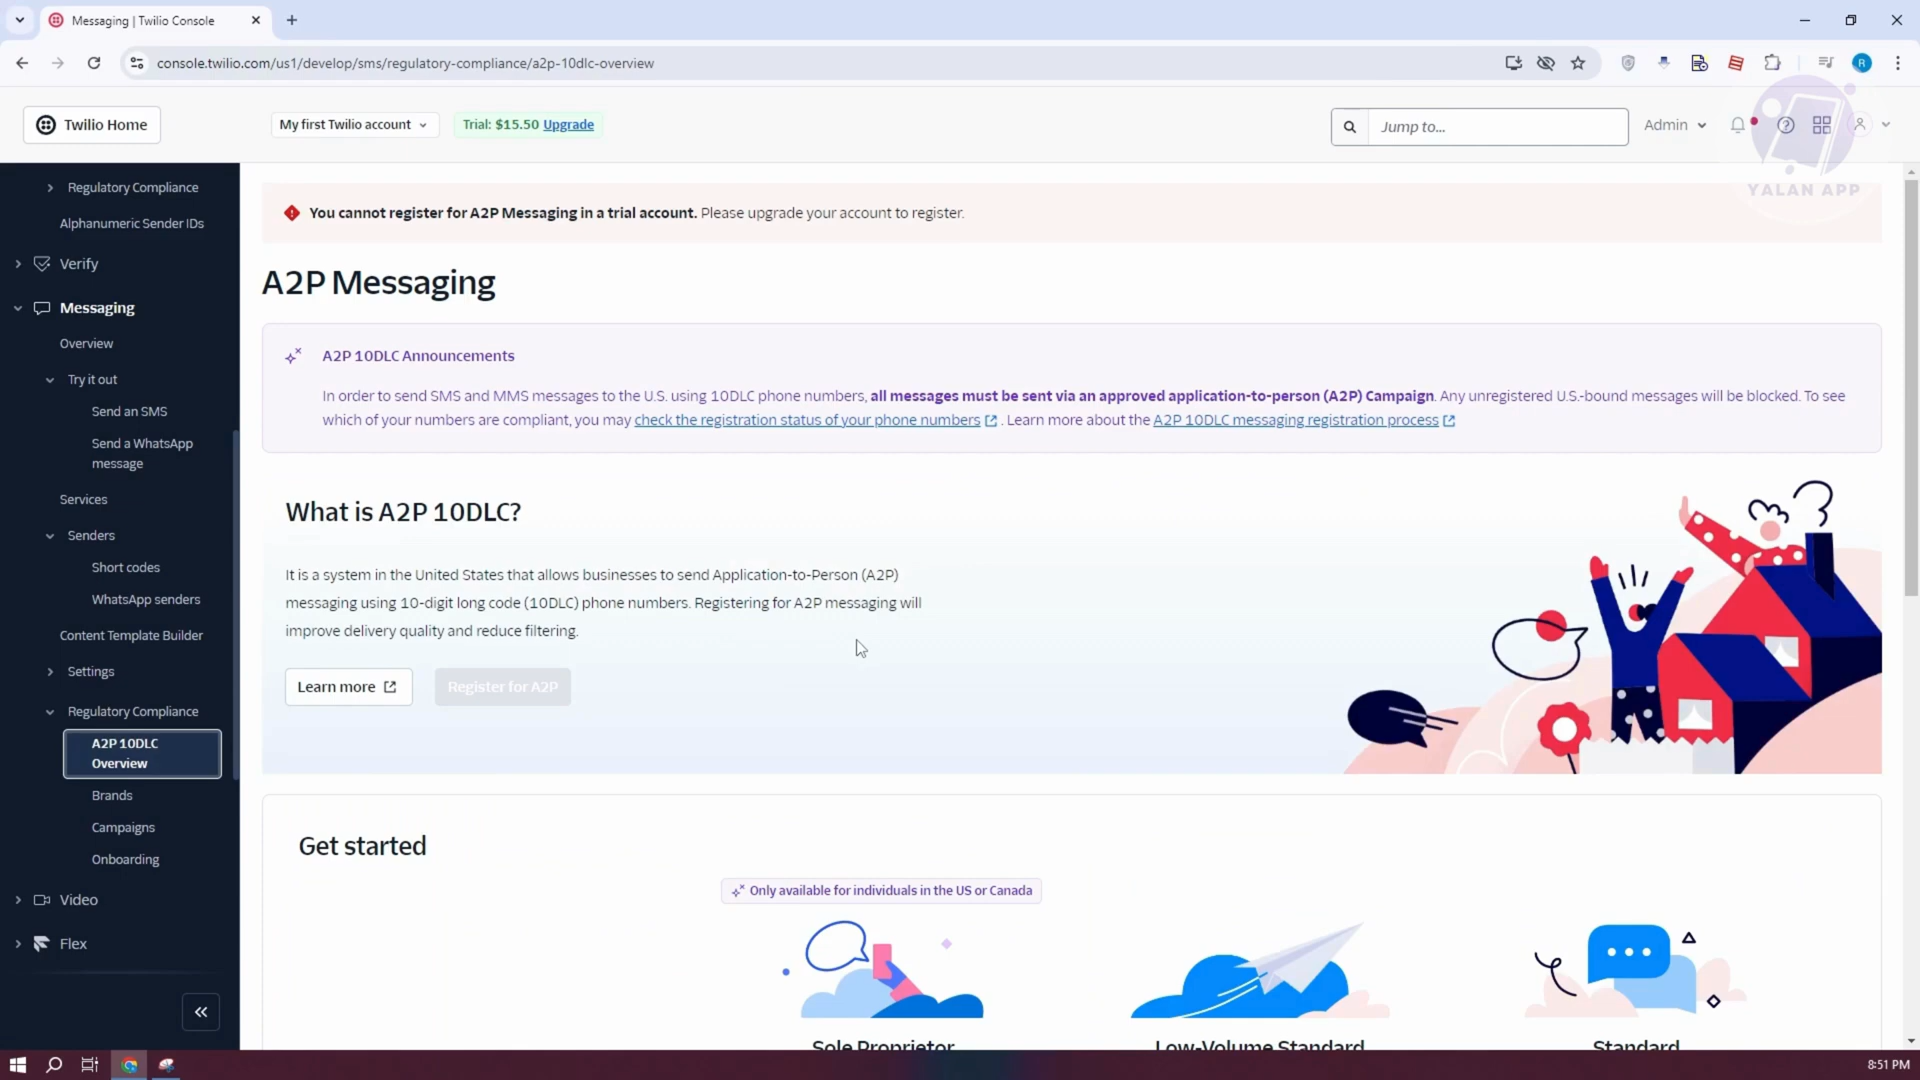 Messaging | Twilio Console
console.twilio.com/us1/develop/sms/regulatory-compliance/a2p-10dlc-overview
R
Twilio Home
My first Twilio account
Trial: $15.50 Upgrade
Jump to...
Admin
YALAN APP
Regulatory Compliance
Alphanumeric Sender IDs
Verify
Messaging
Overview
Try it out
Send an SMS
Send a WhatsApp
message
Services
Senders
Short codes
WhatsApp senders
Content Template Builder
Settings
Regulatory Compliance
A2P 10DLC
Overview
Brands
Campaigns
Onboarding
Video
Flex
You cannot register for A2P Messaging in a trial account. Please upgrade your account to register.
A2P Messaging
A2P 10DLC Announcements
In order to send SMS and MMS messages to the U.S. using 10DLC phone numbers, all messages must be sent via an approved application-to-person (A2P) Campaign. Any unregistered U.S.-bound messages will be blocked. To see
which of your numbers are compliant, you may check the registration status of your phone numbers . Learn more about the A2P 10DLC messaging registration process
What is A2P 10DLC?
It is a system in the United States that allows businesses to send Application-to-Person (A2P)
messaging using 10-digit long code (10DLC) phone numbers. Registering for A2P messaging will
improve delivery quality and reduce filtering.
Learn more
Register for A2P
Get started
Only available for individuals in the US or Canada
Sole Proprietor
Low-Volume Standard
Standard
8:51 PM